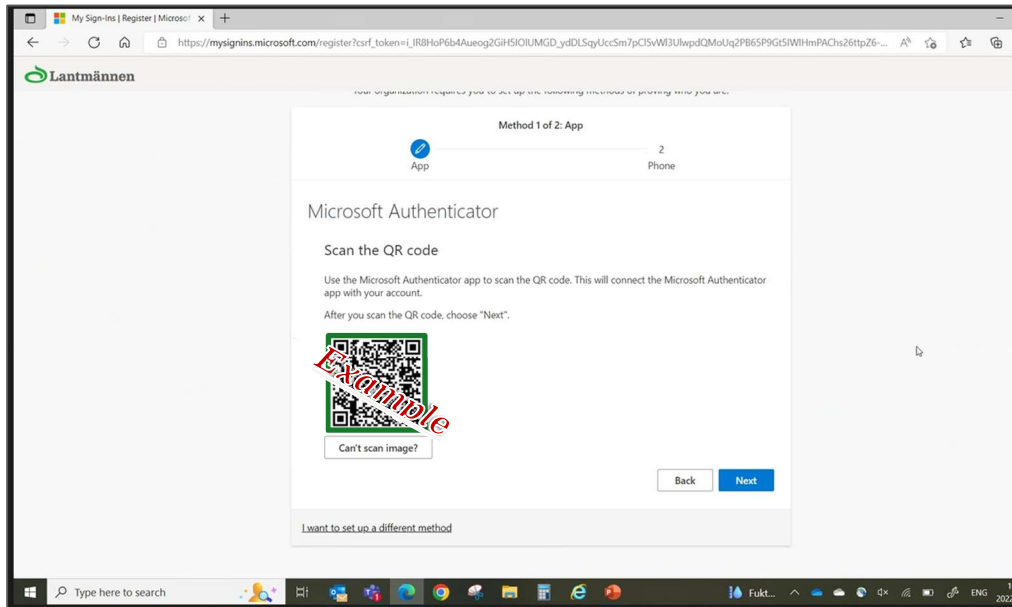 My Sign-Ins | Register | Microsof
https://mysignins.microsoft.com/register?csrf_token=
Lantmännen
Your organization requires you to set up the following methods of proving who you are.
Method 1 of 2: App
App
2
Phone
Microsoft Authenticator
Scan the QR code
Use the Microsoft Authenticator app to scan the QR code. This will connect the Microsoft Authenticator
app with your account.
After you scan the QR code, choose "Next".
Example
Can't scan image?
Back
Next
I want to set up a different method
Type here to search
Fukt...
ENG